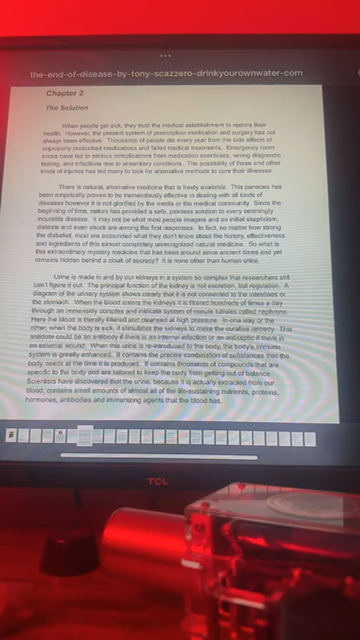 the-end-of-disease-by-tony-scazzero-drinkyourownwater-com
Chapter 2
The Solution
When people get sick, they trust the medical establishment to restore their
health. However, the present system of prescription medication and surgery has not
always been effective. Thousands of people die every year from the side effects of
improperly prescribed medications and failed medical treatments. Emergency room
errors have led to serious complications from medication overdoses, wrong diagnostic
testing, and infections due to unsanitary conditions. The possibility of these and other
kinds of injuries has led many to look for alternative methods to cure their illnesses.
There is natural, alternative medicine that is freely available. This panacea has
been empirically proven to be tremendously effective in dealing with all kinds of
diseases however it is not glorified by the media or the medical community. Since the
beginning of time, nature has provided a safe, painless solution to every seemingly
incurable disease. It may not be what most people imagine and an initial skepticism,
distaste and even shock are among the first responses. In fact, no matter how strong
the disbelief, most are astounded what they don't know about the history, effectiveness
and ingredients of this almost completely unrecognized natural medicine. So what is
this extraordinary mystery medicine that has been around since ancient times and yet
remains hidden behind a cloak of secrecy? It is none other than human urine.
Urine is made in and by our kidneys in a system so complex that researchers still
can't figure it out. The principal function of the kidney is not excretion, but regulation. A
diagram of the urinary system shows clearly that it is not connected to the intestines or
the stomach. When the blood enters the kidneys it is filtered hundreds of times a day
through an immensely complex and intricate system of minute tubules called nephrons.
Here the blood is literally filtered and cleansed at high pressure. In one way or the
other, when the body is sick, it stimulates the kidneys to make the curative remedy. This
antidote could be an antibody if there is an internal infection or an antiseptic if there is
an external wound. When this urine is re-introduced to the body, the body's immune
system is greatly enhanced. It contains the precise combination of substances that the
body needs at the time it is produced. It contains thousands of compounds that are
specific to the body and are tailored to keep the body from getting out of balance.
Scientists have discovered that the urine, because it is actually extracted from our
blood, contains small amounts of almost all of the life-sustaining nutrients, proteins,
hormones, antibodies and immunizing agents that the blood has.
TCL